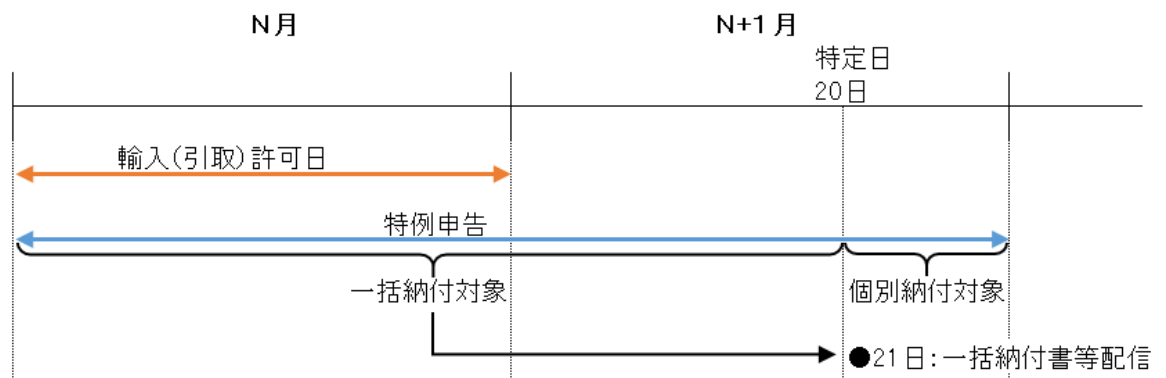 N月
N+1月
特定日
20日
輸入(引取)許可日
特例申告
一括納付対象
個別納付対象
●21日:一括納付書等配信